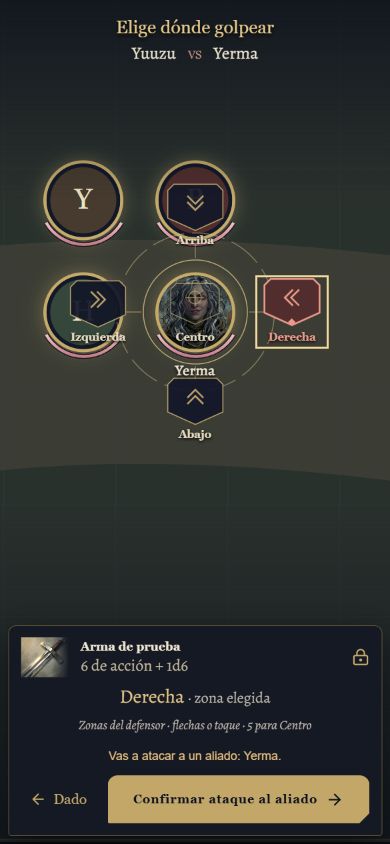 Elige dónde golpear
Yuuzu vs Yerma
Y
Arriba
Izquierda
Centro
Derecha
Yerma
Abajo
Arma de prueba
6 de acción + 1d6
Derecha · zona elegida
Zonas del defensor · flechas o toque · 5 para Centro
Vas a atacar a un aliado: Yerma.
← Dado
Confirmar ataque al aliado →